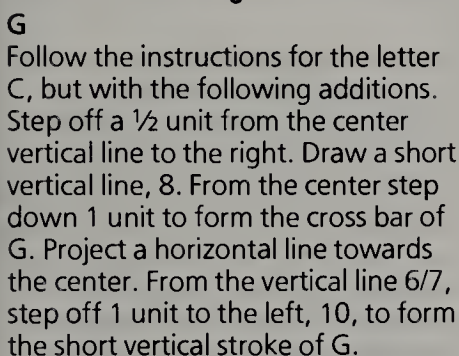 G
Follow the instructions for the letter
C, but with the following additions.
Step off a ½ unit from the center
vertical line to the right. Draw a short
vertical line, 8. From the center step
down 1 unit to form the cross bar of
G. Project a horizontal line towards
the center. From the vertical line 6/7,
step off 1 unit to the left, 10, to form
the short vertical stroke of G.